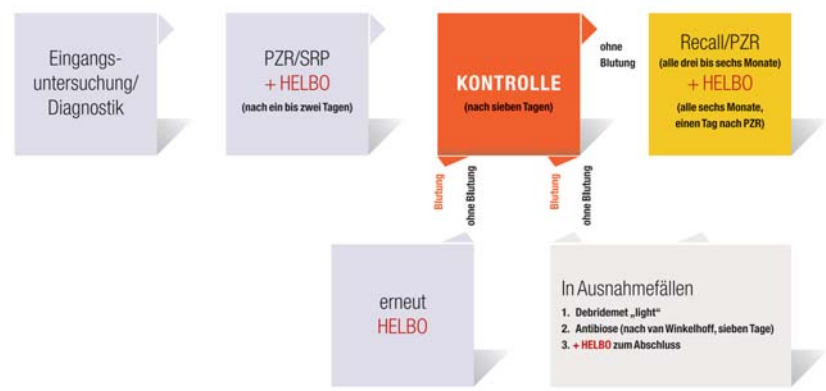 Eingangs-
untersuchung/
Diagnostik
PZR/SRP
+ HELBO
(nach ein bis zwei Tagen)
KONTROLLE
(nach sieben Tagen)
ohne
Blutung
Recall/PZR
(alle drei bis sechs Monate)
+ HELBO
(alle sechs Monate,
einen Tag nach PZR)
Blutung
ohne Blutung
Blutung
ohne Blutung
erneut
HELBO
In Ausnahmefällen
1. Debridemet „light“
2. Antibiose (nach van Winkelhoff, sieben Tage)
3. + HELBO zum Abschluss